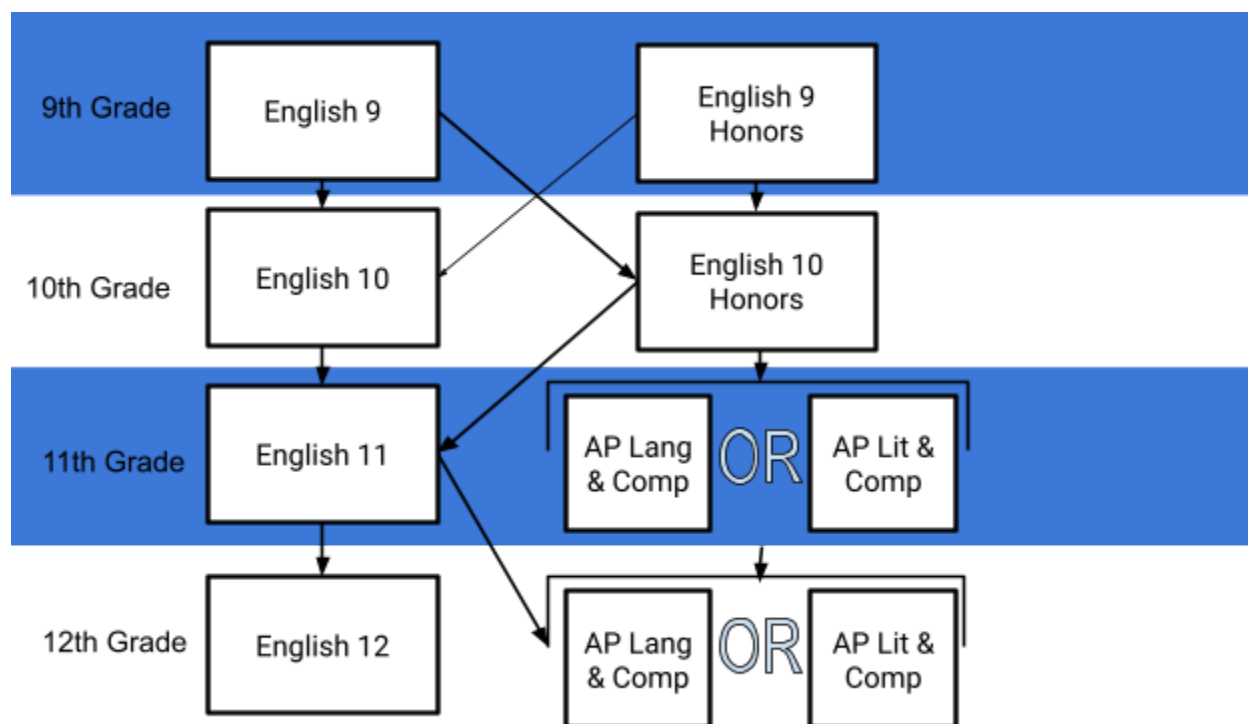 9th Grade
English 9
English 9
Honors
10th Grade
English 10
English 10
Honors
11th Grade
English 11
AP Lang
& Comp
OR
AP Lit &
Comp
12th Grade
English 12
AP Lang
& Comp
OR
AP Lit &
Comp